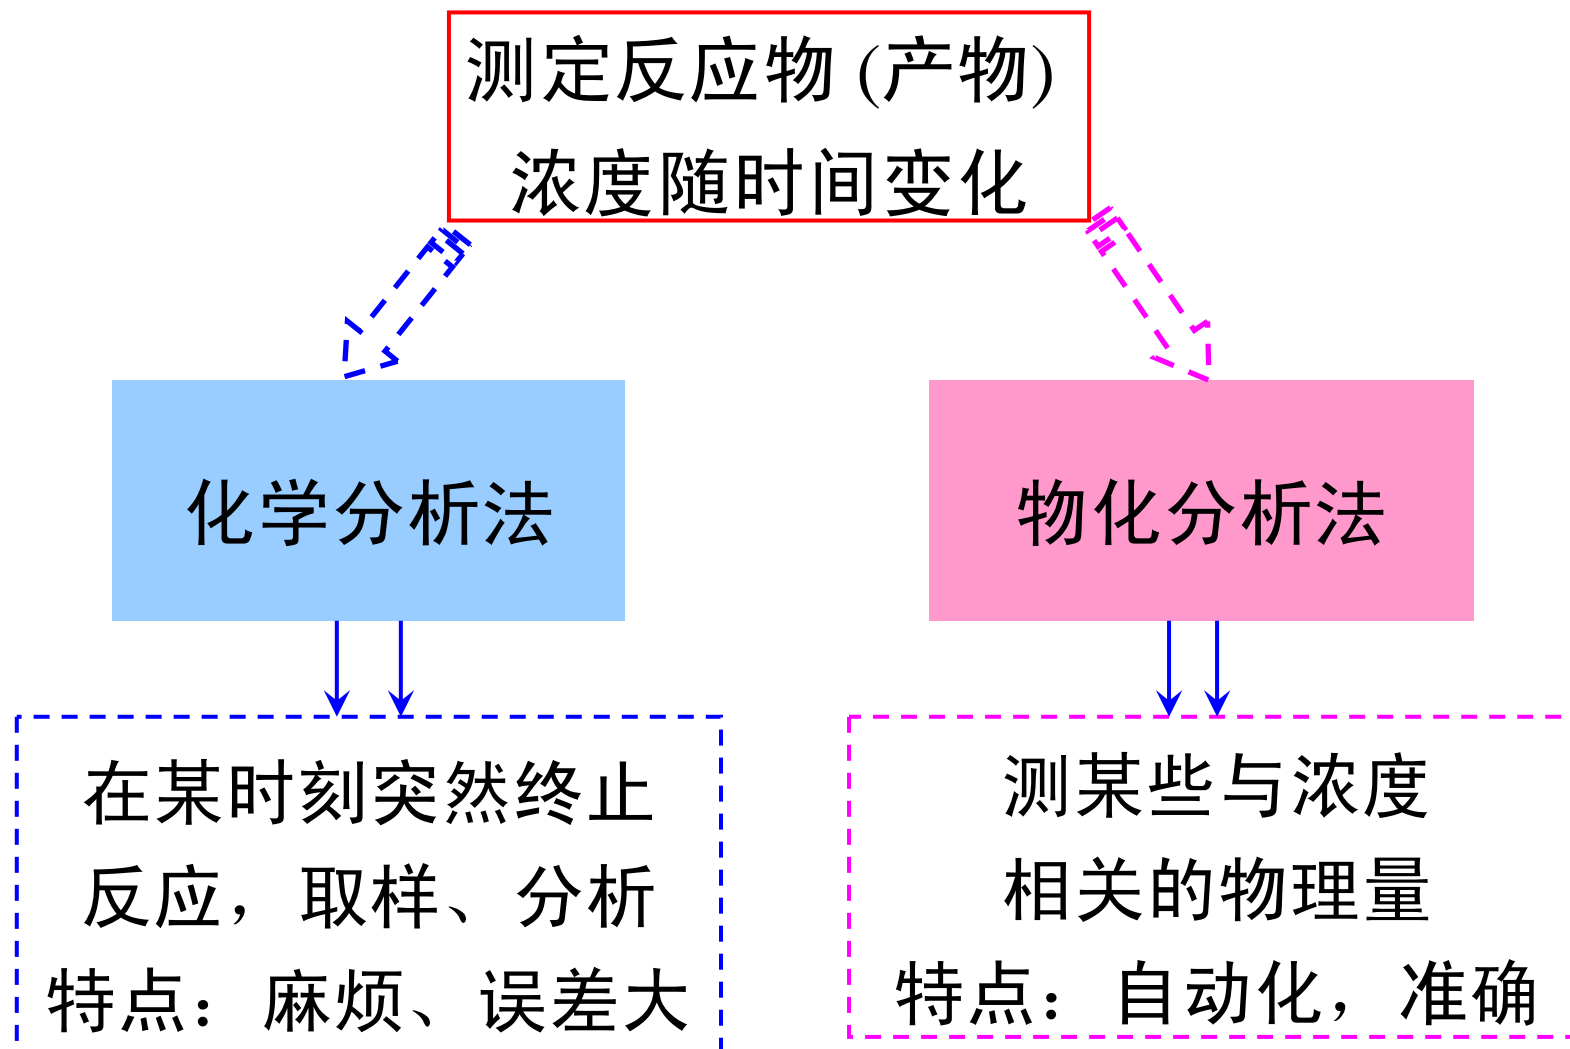 测定反应物 (产物)
浓度随时间变化
化学分析法
物化分析法
在某时刻突然终止
反应，取样、分析
特点：麻烦、误差大
测某些与浓度
相关的物理量
特点：自动化，准确